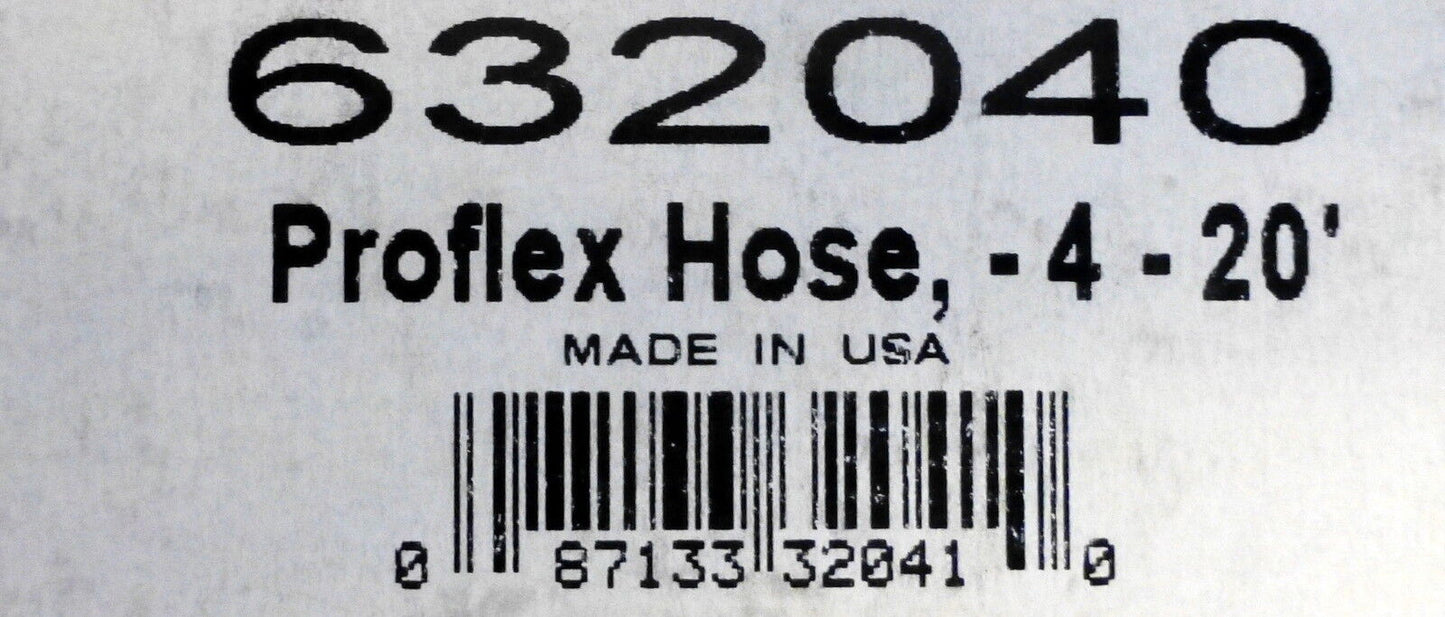 632040
Proflex Hose, - 4 - 20'
MADE IN USA
0 87133 32041 0